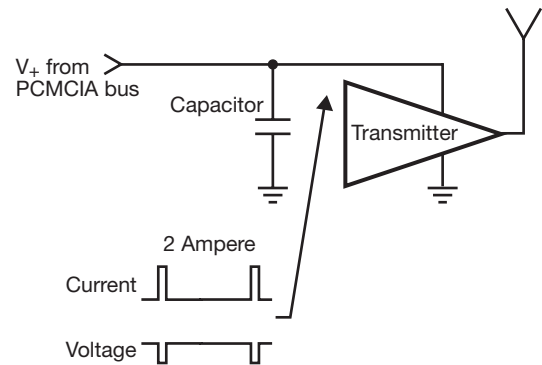 V+ from
PCMCIA bus
Capacitor
Transmitter
2 Ampere
Current
Voltage